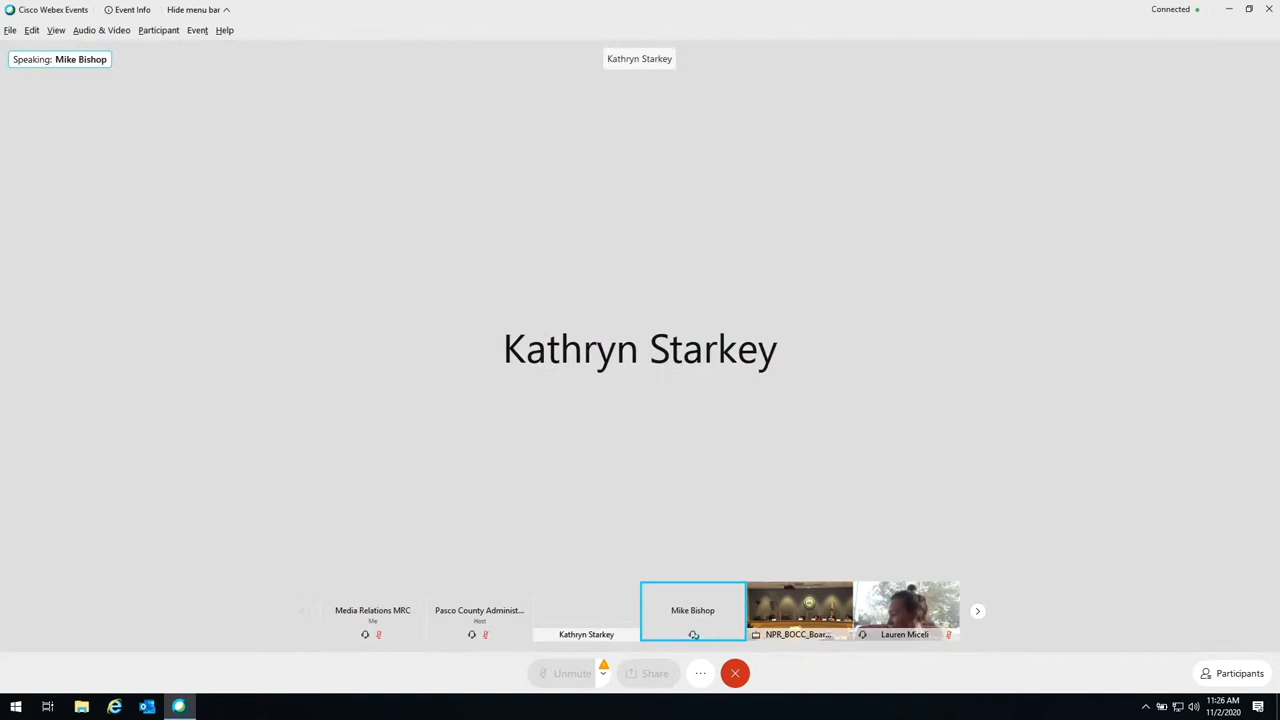 Cisco Webex Events Event Info Hide menu bar Connected
File Edit View Audio & Video Participant Event Help
Speaking: Mike Bishop
Kathryn Starkey
Kathryn Starkey
Media Relations MRC
Me
Pasco County Administ...
Host
Kathryn Starkey
Mike Bishop
NPR_BOCC_Boar...
Lauren Miceli
Unmute
Share
Participants
11:26 AM
11/2/2020